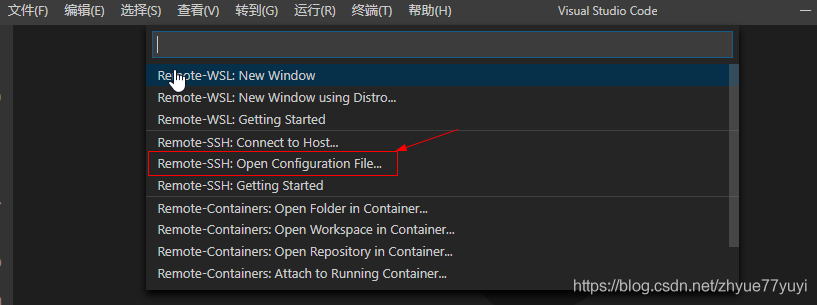 文件(F) 编辑(E) 选择(S) 查看(V) 转到(G) 运行(R) 终端(T) 帮助(H) Visual Studio Code
Remote-WSL: New Window
Remote-WSL: New Window using Distro...
Remote-WSL: Getting Started
Remote-SSH: Connect to Host...
Remote-SSH: Open Configuration File...
Remote-SSH: Getting Started
Remote-Containers: Open Folder in Container...
Remote-Containers: Open Workspace in Container...
Remote-Containers: Open Repository in Container...
Remote-Containers: Attach to Running Container...
https://blog.csdn.net/zhyue77yuyi